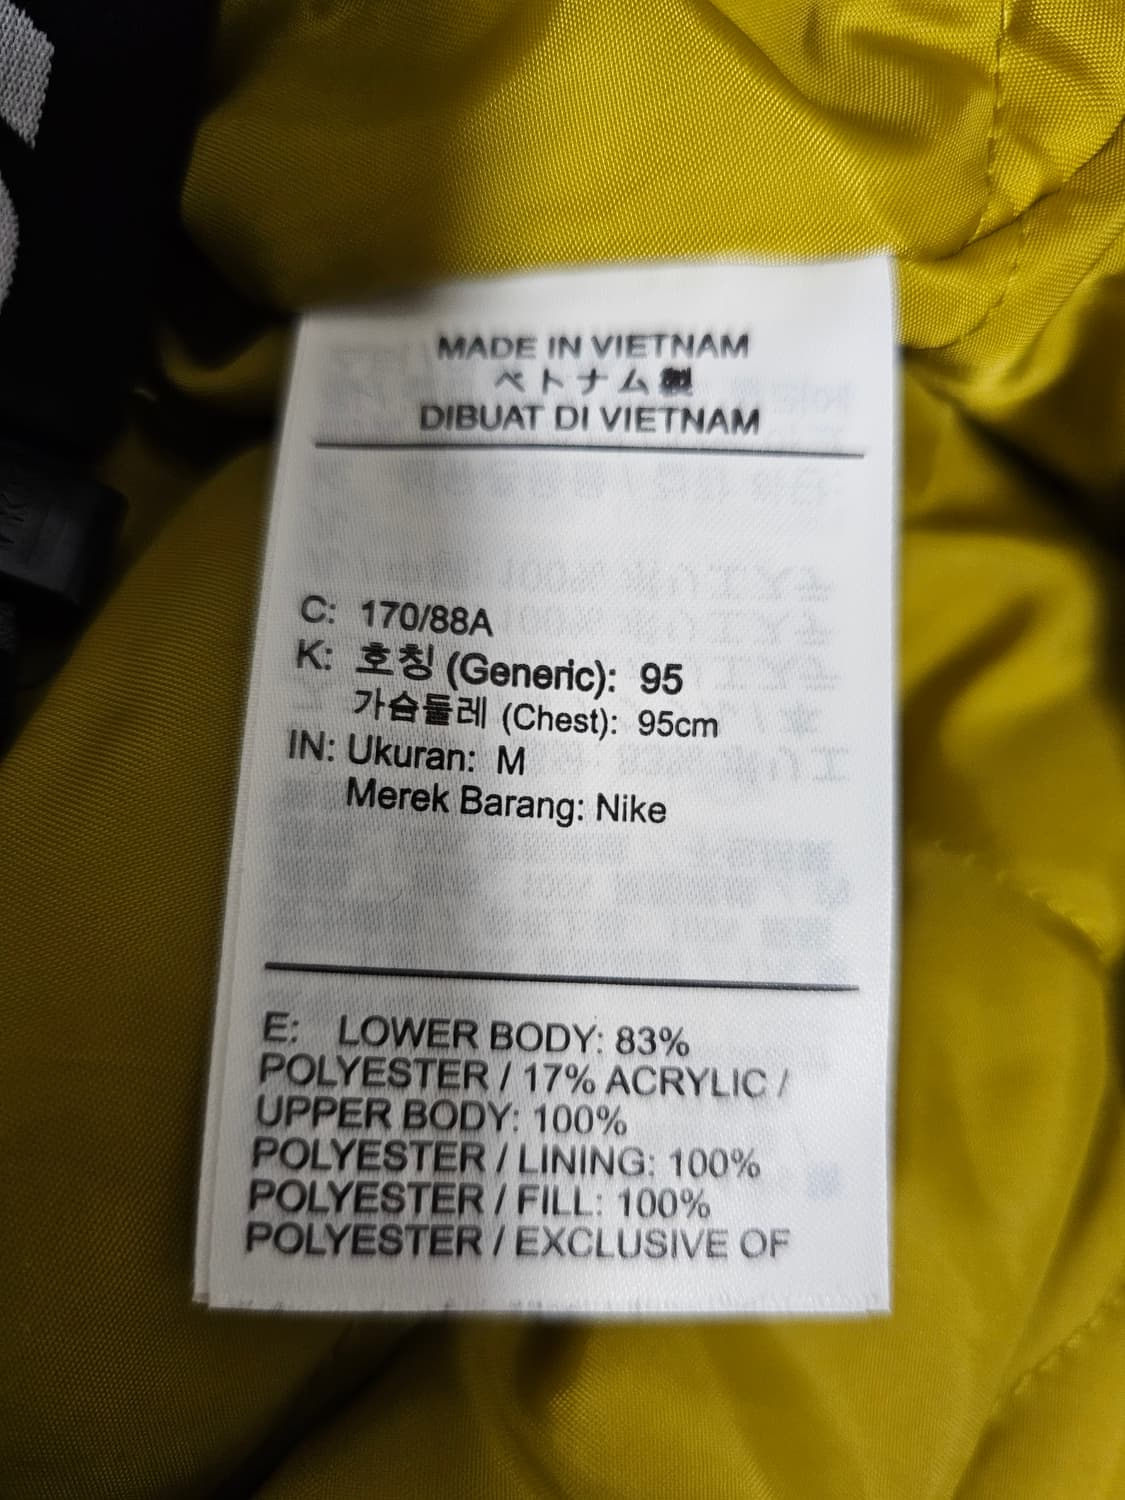 MADE IN VIETNAM
ベトナム製
DIBUAT DI VIETNAM
C: 170/88A
K: 호칭 (Generic): 95
가슴둘레 (Chest): 95cm
IN: Ukuran: M
Merek Barang: Nike
E: LOWER BODY: 83%
POLYESTER / 17% ACRYLIC /
UPPER BODY: 100%
POLYESTER / LINING: 100%
POLYESTER / FILL: 100%
POLYESTER / EXCLUSIVE OF